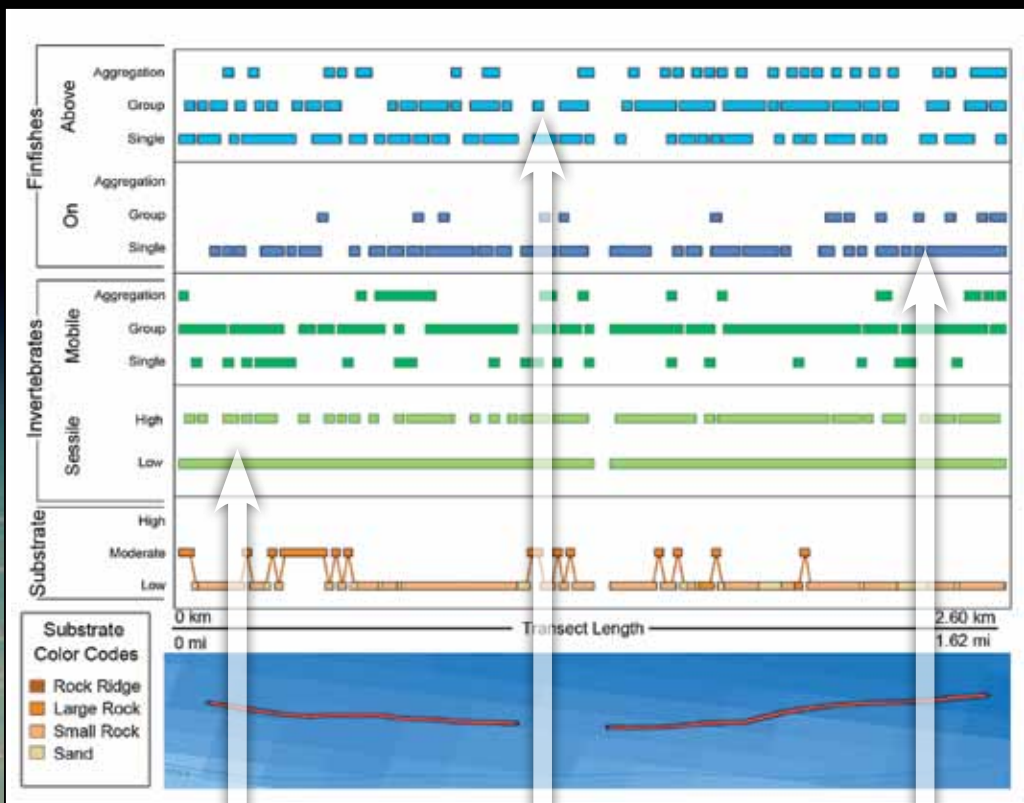 Finfishes
Above
Aggregation
Group
Single
On
Aggregation
Group
Single
Invertebrates
Mobile
Aggregation
Group
Single
Sessile
High
Low
Substrate
High
Moderate
Low
0 km
2.60 km
Transect Length
0 mi
1.62 mi
Substrate
Color Codes
Rock Ridge
Large Rock
Small Rock
Sand